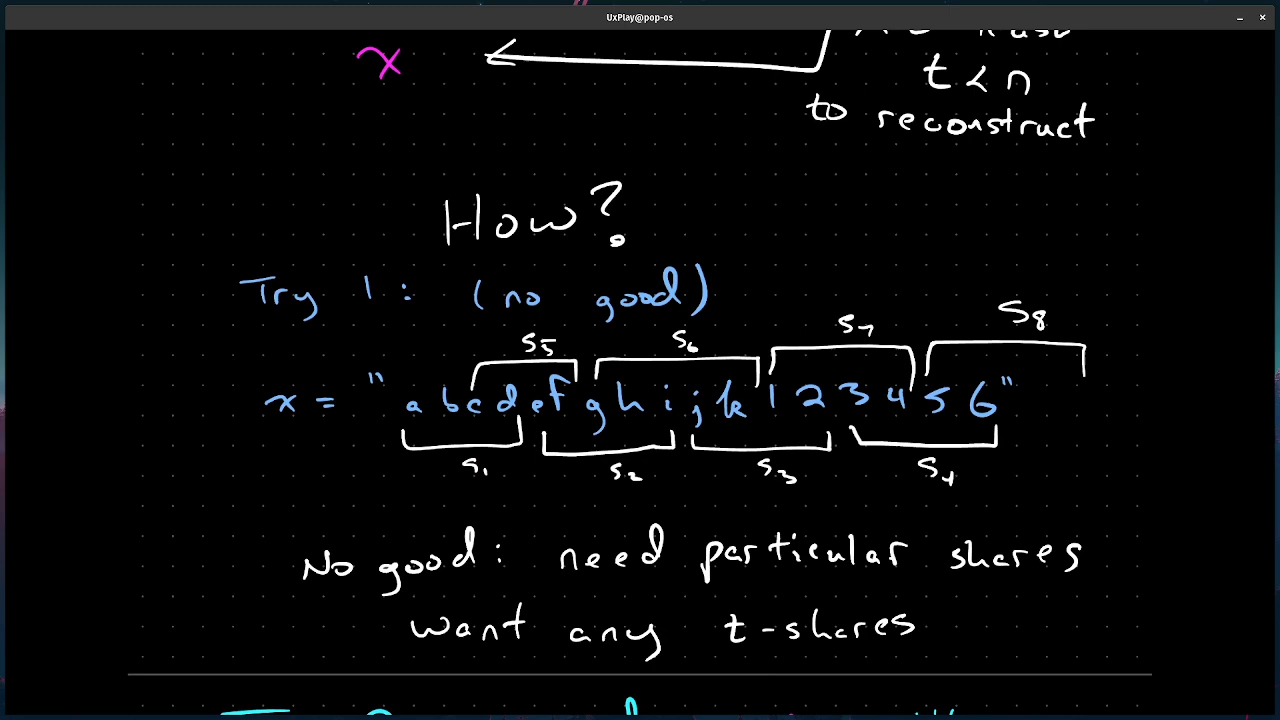 UxPlay@pop-os
x
t < n
to reconstruct
How?
Try 1: (no good)
S5 S6 S7 S8
x = "abcdefghijk123456"
S1 S2 S3 S4
No good: need particular shares
want any t-shares